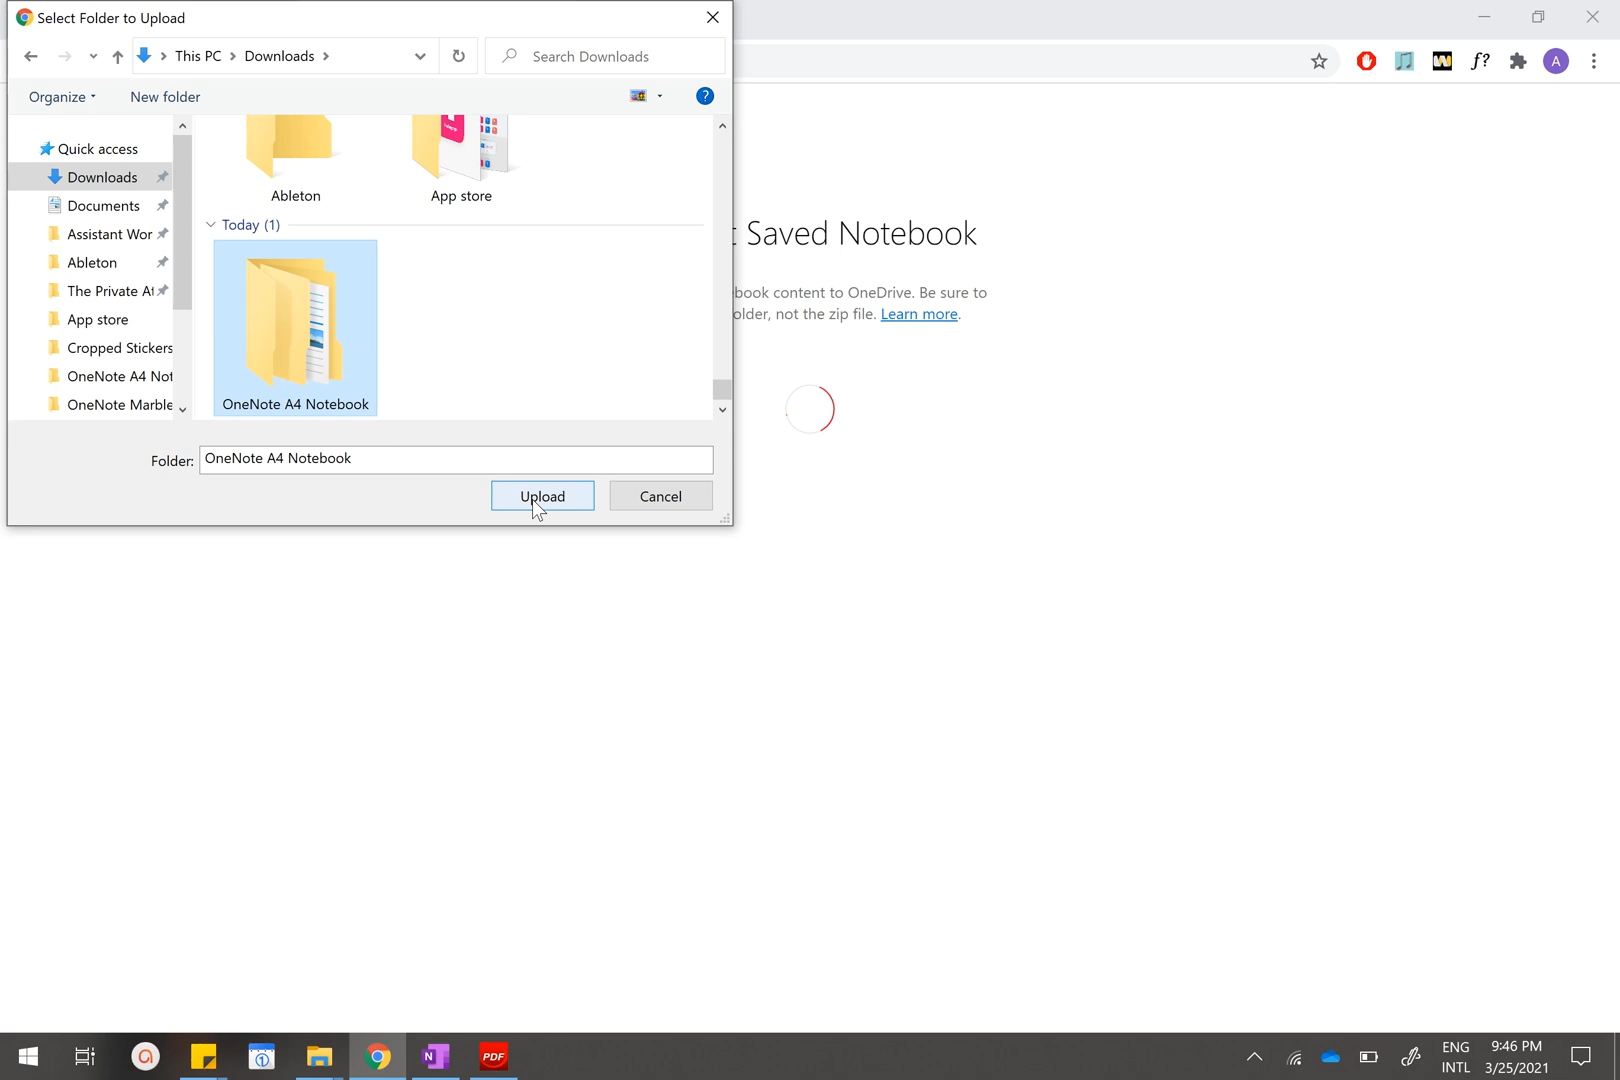 Select Folder to Upload
This PC
Downloads
Search Downloads
Organize
New folder
Quick access
Downloads
Documents
Assistant Wor
Ableton
The Private A
App store
Cropped Stickers
OneNote A4 Not
OneNote Marble
Ableton
App store
Today (1)
OneNote A4 Notebook
Folder:
OneNote A4 Notebook
Upload
Cancel
Saved Notebook
book content to OneDrive. Be sure to
older, not the zip file. Learn more.
f?
A
N
PDF
ENG
INTL
9:46 PM
3/25/2021